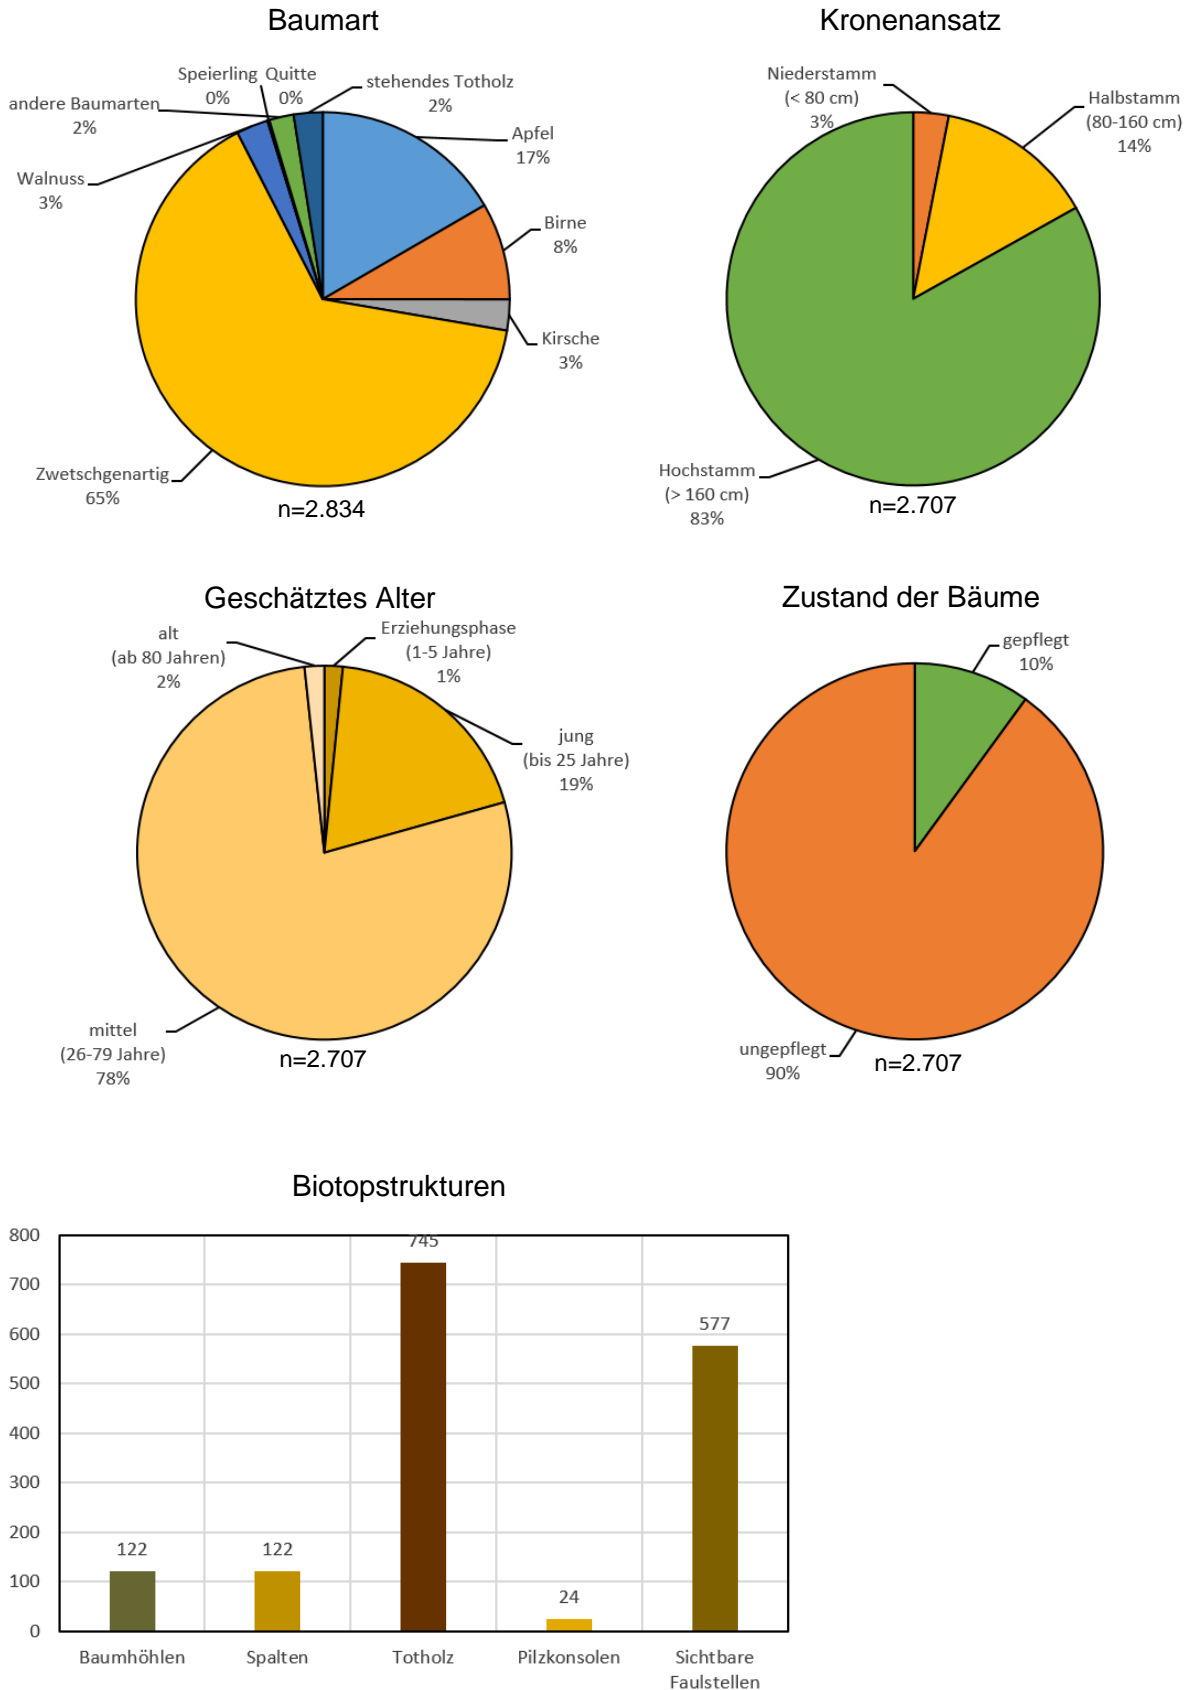 Baumart
Speierling
0%
Quitte
0%
stehendes Totholz
2%
andere Baumarten
2%
Apfel
17%
Walnuss
3%
Birne
8%
Kirsche
3%
Zwetschgenartig
65%
n=2.834
Kronenansatz
Niederstamm
(< 80 cm)
3%
Halbstamm
(80-160 cm)
14%
Hochstamm
(> 160 cm)
83%
n=2.707
Geschätztes Alter
alt
(ab 80 Jahren)
2%
Erziehungsphase
(1-5 Jahre)
1%
jung
(bis 25 Jahre)
19%
mittel
(26-79 Jahre)
78%
n=2.707
Zustand der Bäume
gepflegt
10%
ungepflegt
90%
n=2.707
Biotopstrukturen
800
700
600
500
400
300
200
100
0
122
122
745
24
577
Baumhöhlen
Spalten
Totholz
Pilzkonsolen
Sichtbare
Faulstellen